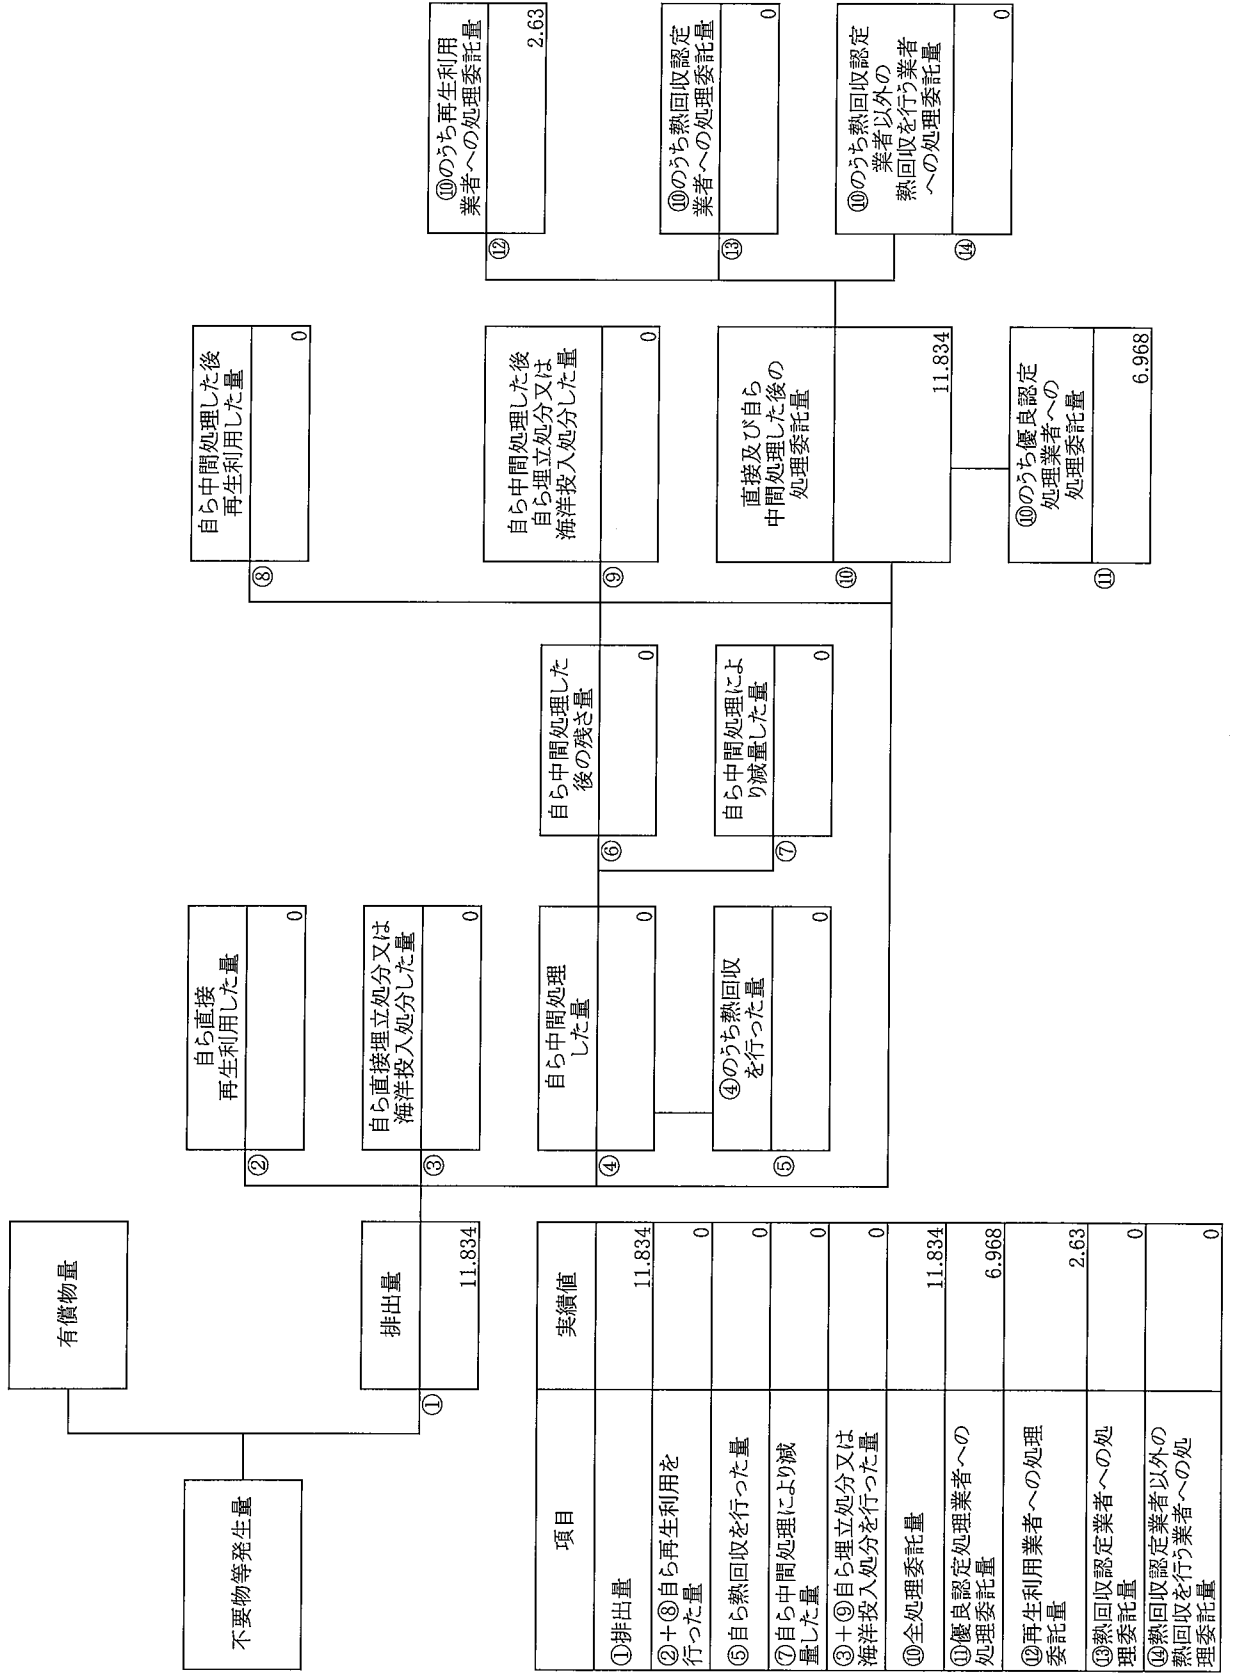 不要物等発生量
有償物量
①
排出量
11.834
②
自ら直接
再生利用した量
0
③
自ら直接埋立処分又は
海洋投入処分した量
0
④
自ら中間処理
した量
0
⑤
④のうち熱回収
を行った量
0
⑥
自ら中間処理した
後の残さ量
0
⑦
自ら中間処理によ
り減量した量
0
⑧
自ら中間処理した後
再生利用した量
0
⑨
自ら中間処理した後
自ら埋立処分又は
海洋投入処分した量
0
⑩
直接及び自ら
中間処理した後の
処理委託量
11.834
⑪
⑩のうち優良認定
処理業者への
処理委託量
6.968
⑫
⑩のうち再生利用
業者への処理委託量
2.63
⑬
⑩のうち熱回収認定
業者への処理委託量
0
⑭
⑩のうち熱回収認定
業者以外の
熱回収を行う業者
への処理委託量
0
項目 実績値
①排出量 11.834
②+⑧自ら再生利用を
行った量 0
⑤自ら熱回収を行った量 0
⑦自ら中間処理により減
量した量 0
③+⑨自ら埋立処分又は
海洋投入処分を行った量 0
⑩全処理委託量 11.834
⑪優良認定処理業者への
処理委託量 6.968
⑫再生利用業者への処理
委託量 2.63
⑬熱回収認定業者への処
理委託量 0
⑭熱回収認定業者以外の
熱回収を行う業者への処
理委託量 0